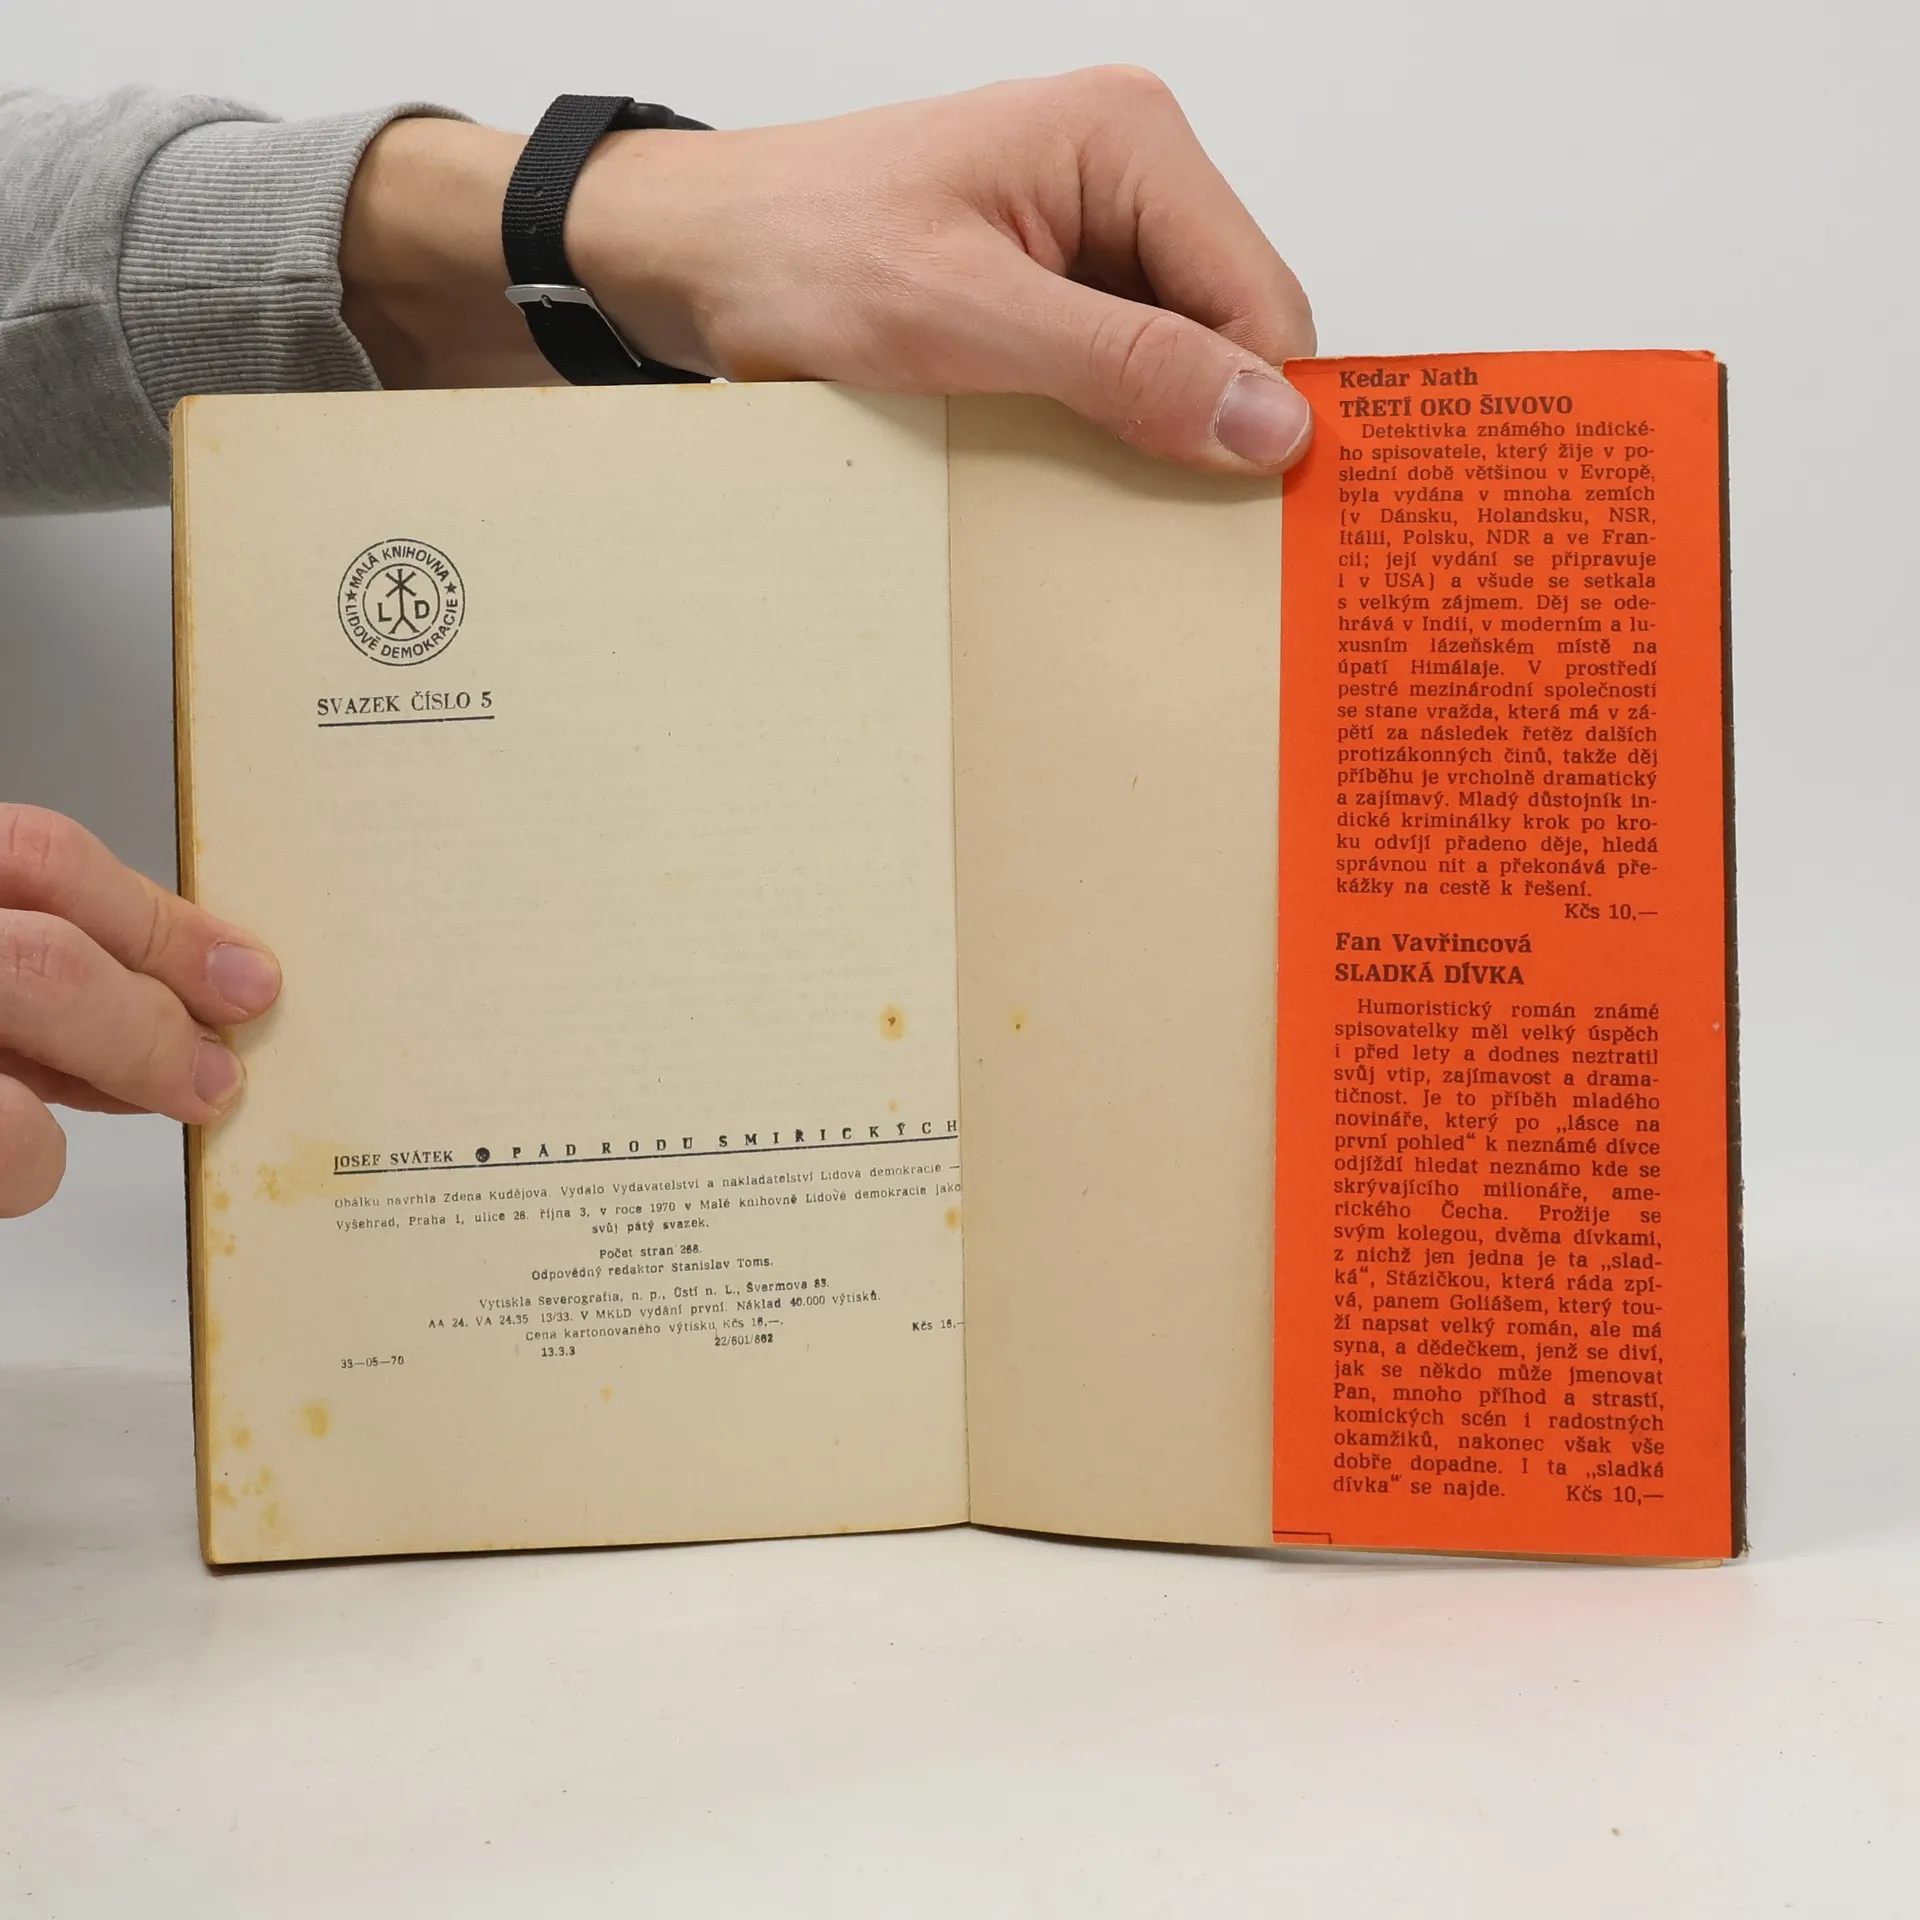 MALÁ KNIHOVNA
L D
★ LIDOVÉ DEMOKRACIE ★
SVAZEK ČÍSLO 5
JOSEF SVÁTEK ● PÁD RODU SMIŘICKÝCH
Obálku navrhla Zdena Kudějová. Vydalo Vydavatelství a nakladatelství Lidová demokracie —
Vyšehrad, Praha 1, ulice 28. října 3, v roce 1970 v Malé knihovně Lidové demokracie jako
svůj pátý svazek.
Počet stran 268.
Odpovědný redaktor Stanislav Toms.
Vytiskla Severografia, n. p., Ústí n. L., Švermova 83.
AA 24. VA 24.35. 13/33. V MKLD vydání první. Náklad 40.000 výtisků.
Cena kartonovaného výtisku Kčs 16,—.
13.3.3 22/601/862 Kčs 16,—
33—05—70
Kedar Nath
TŘETÍ OKO ŠIVOVO
Detektivka známého indické-
ho spisovatele, který žije v po-
slední době většinou v Evropě,
byla vydána v mnoha zemích
(v Dánsku, Holandsku, NSR,
Itálii, Polsku, NDR a ve Fran-
cii; její vydání se připravuje
i v USA) a všude se setkala
s velkým zájmem. Děj se ode-
hrává v Indii, v moderním a lu-
xusním lázeňském místě na
úpatí Himálaje. V prostředí
pestré mezinárodní společnosti
se stane vražda, která má v zá-
pětí za následek řetěz dalších
protizákonných činů, takže děj
příběhu je vrcholně dramatický
a zajímavý. Mladý důstojník in-
dické kriminálky krok po kro-
ku odvíjí přadeno děje, hledá
správnou nit a překonává pře-
kážky na cestě k řešení.
Kčs 10,—
Fan Vavřincová
SLADKÁ DÍVKA
Humoristický román známé
spisovatelky měl velký úspěch
i před lety a dodnes neztratil
svůj vtip, zajímavost a drama-
tičnost. Je to příběh mladého
novináře, který po „lásce na
první pohled“ k neznámé dívce
odjíždí hledat neznámo kde se
skrývajícího milionáře, ame-
rického Čecha. Prožije se
svým kolegou, dvěma dívkami,
z nichž jen jedna je ta „slad-
ká“, Stázičkou, která ráda zpí-
vá, panem Goliášem, který tou-
ží napsat velký román, ale má
syna, a dědečkem, jenž se diví,
jak se někdo může jmenovat
Pan, mnoho příhod a strastí,
komických scén i radostných
okamžiků, nakonec však vše
dobře dopadne. I ta „sladká
dívka“ se najde. Kčs 10,—